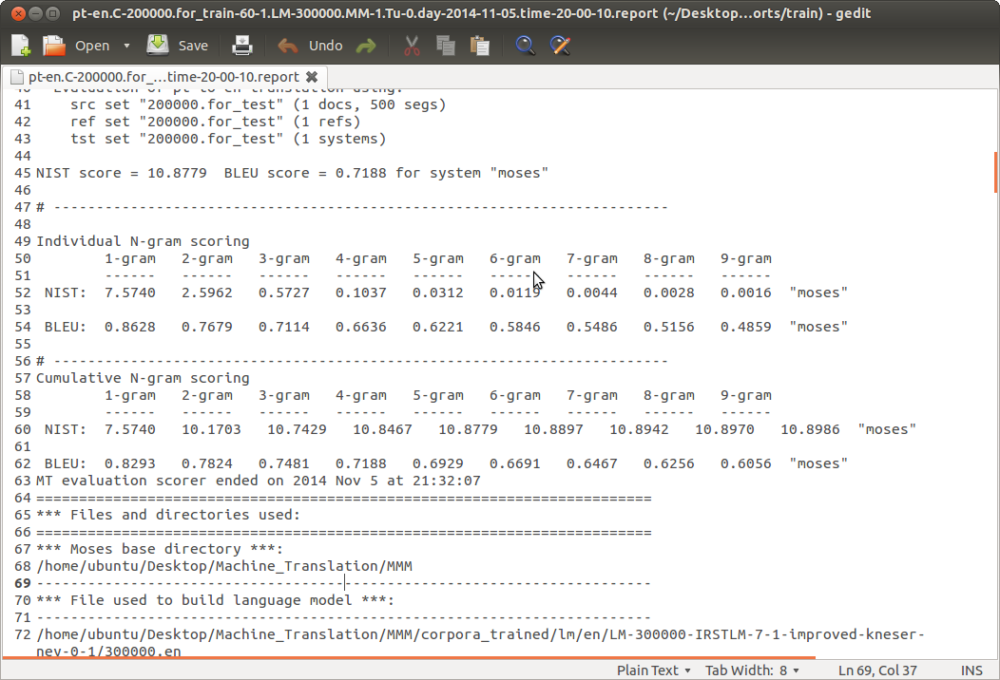 pt-en.C-200000.for_train-60-1.LM-300000.MM-1.Tu-0.day-2014-11-05.time-20-00-10.report (~/Desktop...orts/train) - gedit
Open Save Undo
pt-en.C-200000.for_...time-20-00-10.report
40 Evaluation of pt-to-en translation using:
41 src set "200000.for_test" (1 docs, 500 segs)
42 ref set "200000.for_test" (1 refs)
43 tst set "200000.for_test" (1 systems)
44
45 NIST score = 10.8779 BLEU score = 0.7188 for system "moses"
46
47 # ------------------------------------------------------------------------
48
49 Individual N-gram scoring
50 1-gram 2-gram 3-gram 4-gram 5-gram 6-gram 7-gram 8-gram 9-gram
51 ------ ------ ------ ------ ------ ------ ------ ------ ------
52 NIST: 7.5740 2.5962 0.5727 0.1037 0.0312 0.0119 0.0044 0.0028 0.0016 "moses"
53
54 BLEU: 0.8628 0.7679 0.7114 0.6636 0.6221 0.5846 0.5486 0.5156 0.4859 "moses"
55
56 # ------------------------------------------------------------------------
57 Cumulative N-gram scoring
58 1-gram 2-gram 3-gram 4-gram 5-gram 6-gram 7-gram 8-gram 9-gram
59 ------ ------ ------ ------ ------ ------ ------ ------ ------
60 NIST: 7.5740 10.1703 10.7429 10.8467 10.8779 10.8897 10.8942 10.8970 10.8986 "moses"
61
62 BLEU: 0.8293 0.7824 0.7481 0.7188 0.6929 0.6691 0.6467 0.6256 0.6056 "moses"
63 MT evaluation scorer ended on 2014 Nov 5 at 21:32:07
64 ========================================================================
65 *** Files and directories used:
66 ========================================================================
67 *** Moses base directory ***:
68 /home/ubuntu/Desktop/Machine_Translation/MMM
69 ------------------------------------------------------------------------
70 *** File used to build language model ***:
71 ------------------------------------------------------------------------
72 /home/ubuntu/Desktop/Machine_Translation/MMM/corpora_trained/lm/en/LM-300000-IRSTLM-7-1-improved-kneser-
ney-0-1/300000.en
Plain Text Tab Width: 8 Ln 69, Col 37 INS